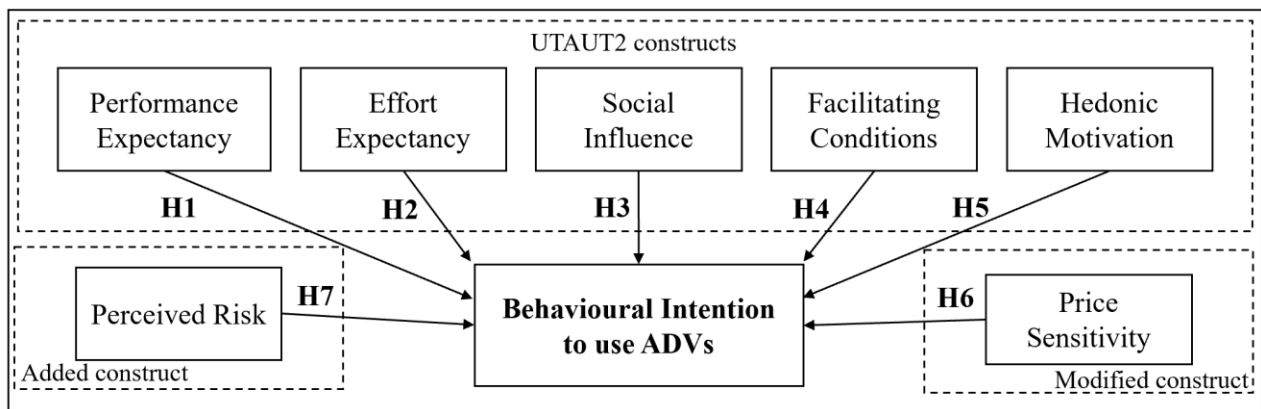 UTAUT2 constructs
Performance
Expectancy
Effort
Expectancy
Social
Influence
Facilitating
Conditions
Hedonic
Motivation
H1
H2
H3
H4
H5
Perceived Risk
H7
Added construct
Behavioural Intention
to use ADVs
H6
Price
Sensitivity
Modified construct